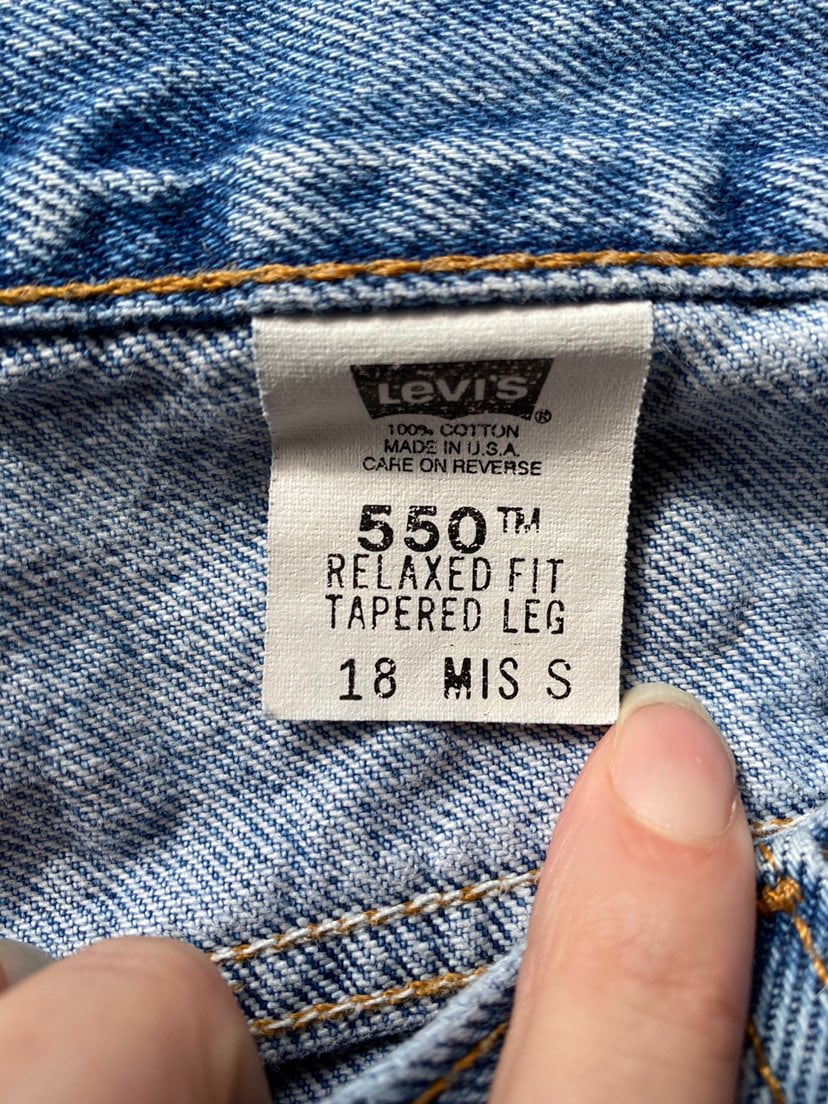 LEVI'S ®
100% COTTON
MADE IN U.S.A.
CARE ON REVERSE
550™
RELAXED FIT
TAPERED LEG
18 MIS S